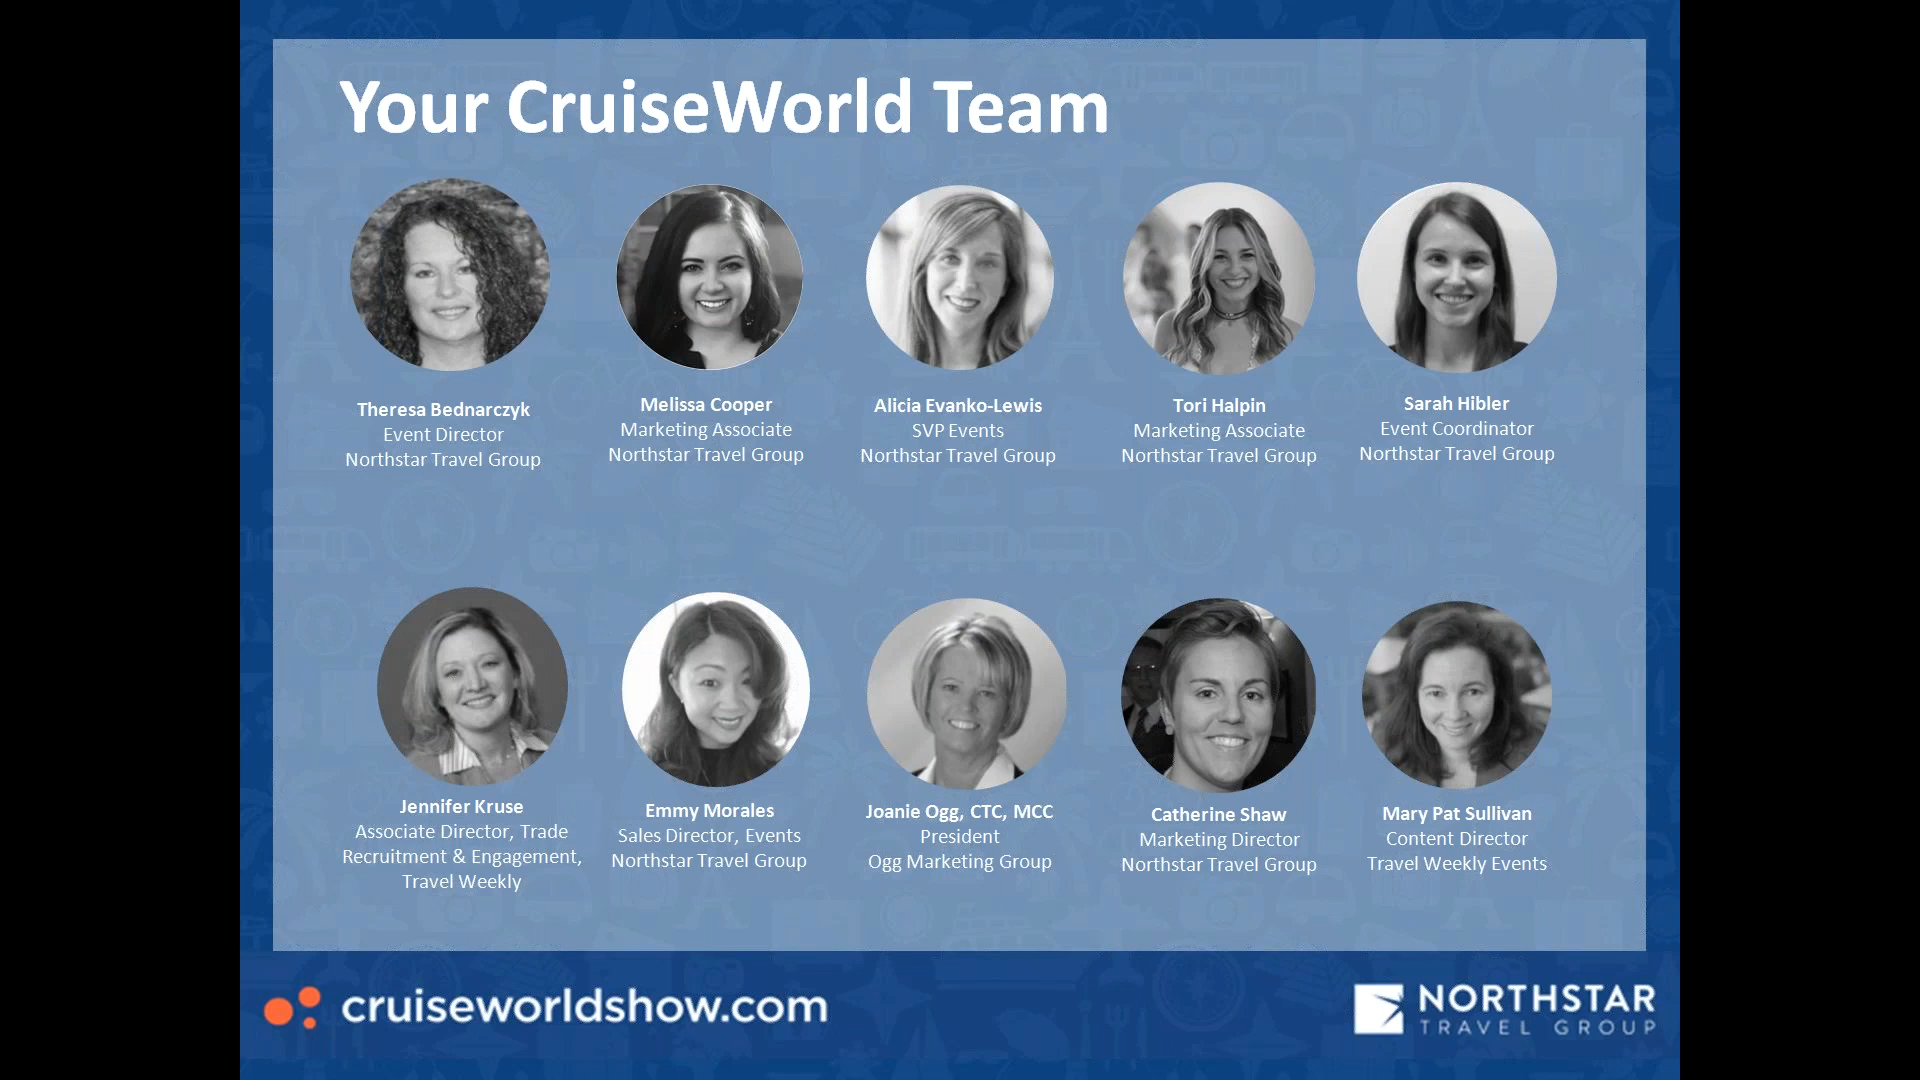 Your CruiseWorld Team
Theresa Bednarczyk
Event Director
Northstar Travel Group
Melissa Cooper
Marketing Associate
Northstar Travel Group
Alicia Evanko-Lewis
SVP Events
Northstar Travel Group
Tori Halpin
Marketing Associate
Northstar Travel Group
Sarah Hibler
Event Coordinator
Northstar Travel Group
Jennifer Kruse
Associate Director, Trade
Recruitment & Engagement,
Travel Weekly
Emmy Morales
Sales Director, Events
Northstar Travel Group
Joanie Ogg, CTC, MCC
President
Ogg Marketing Group
Catherine Shaw
Marketing Director
Northstar Travel Group
Mary Pat Sullivan
Content Director
Travel Weekly Events
cruiseworldshow.com
NORTHSTAR
TRAVEL GROUP